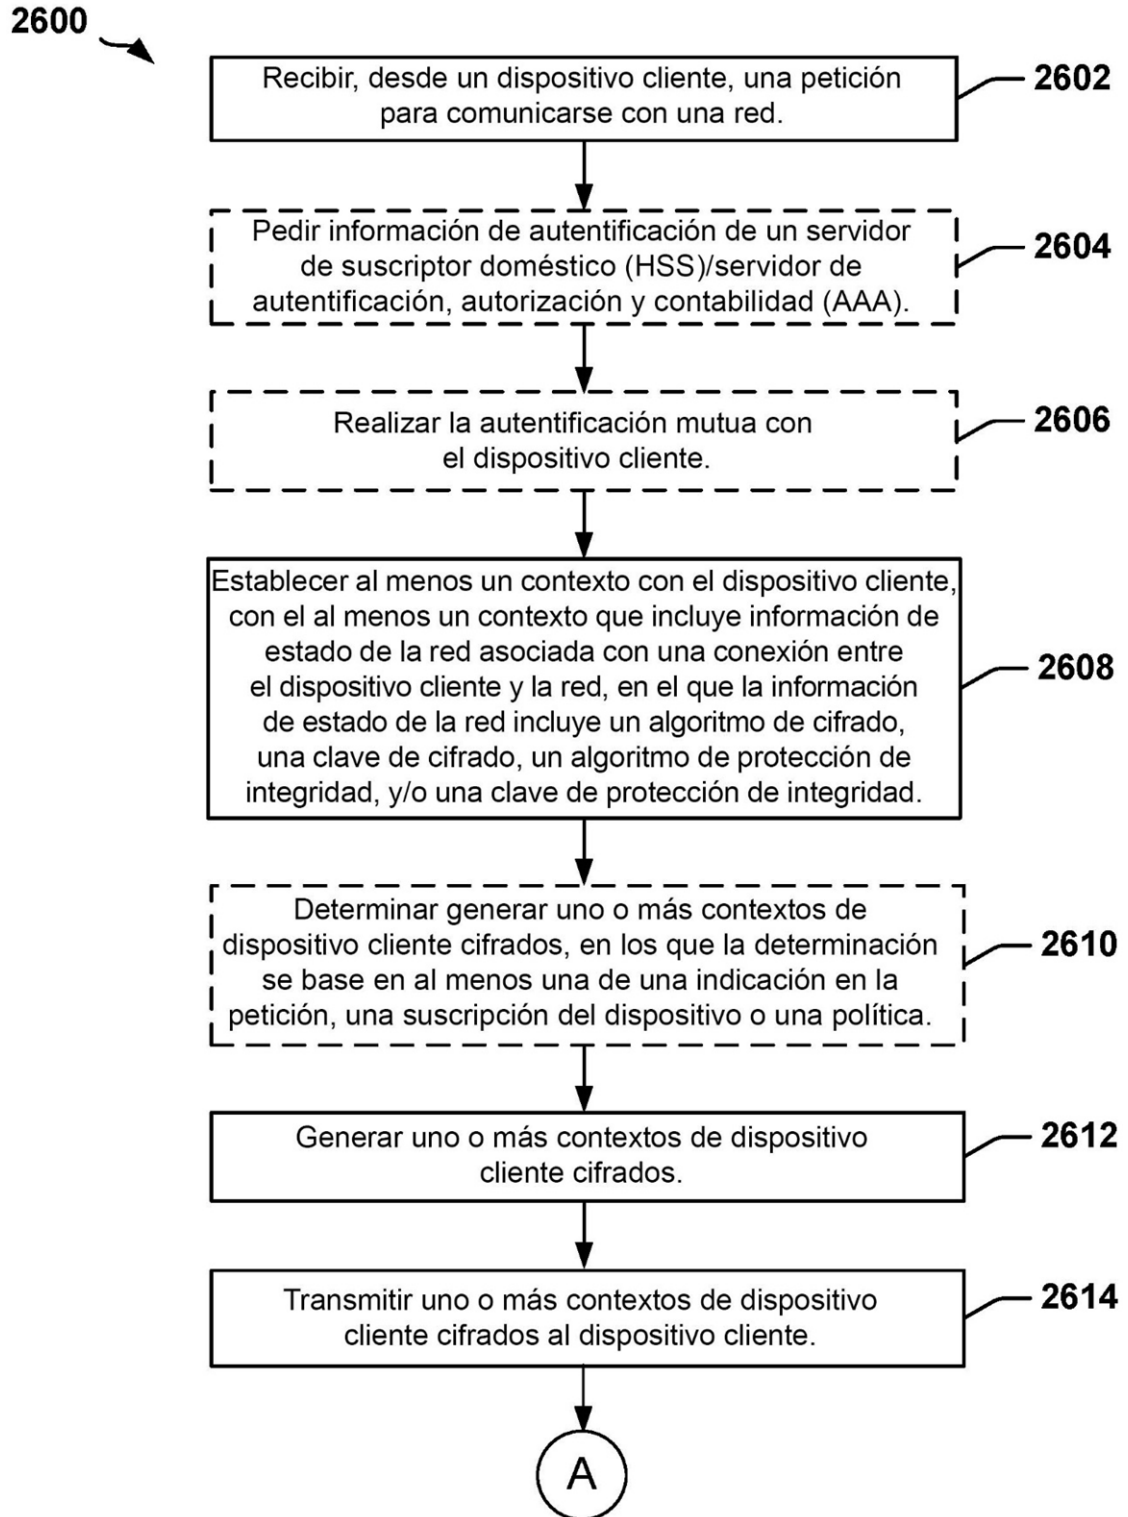 2600
Recibir, desde un dispositivo cliente, una petición
para comunicarse con una red.
2602
Pedir información de autentificación de un servidor
de suscriptor doméstico (HSS)/servidor de
autentificación, autorización y contabilidad (AAA).
2604
Realizar la autentificación mutua con
el dispositivo cliente.
2606
Establecer al menos un contexto con el dispositivo cliente,
con el al menos un contexto que incluye información de
estado de la red asociada con una conexión entre
el dispositivo cliente y la red, en el que la información
de estado de la red incluye un algoritmo de cifrado,
una clave de cifrado, un algoritmo de protección de
integridad, y/o una clave de protección de integridad.
2608
Determinar generar uno o más contextos de
dispositivo cliente cifrados, en los que la determinación
se base en al menos una de una indicación en la
petición, una suscripción del dispositivo o una política.
2610
Generar uno o más contextos de dispositivo
cliente cifrados.
2612
Transmitir uno o más contextos de dispositivo
cliente cifrados al dispositivo cliente.
2614
A